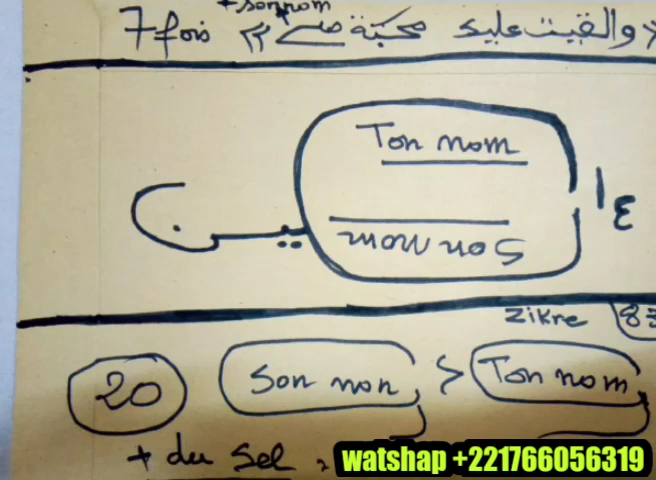 + son nom
7 fois والقيت عليك محبة مني
Ton nom
Son nom
يس
zikre
20 Son non > Ton nom
+ du Sel,
watshap +221766056319